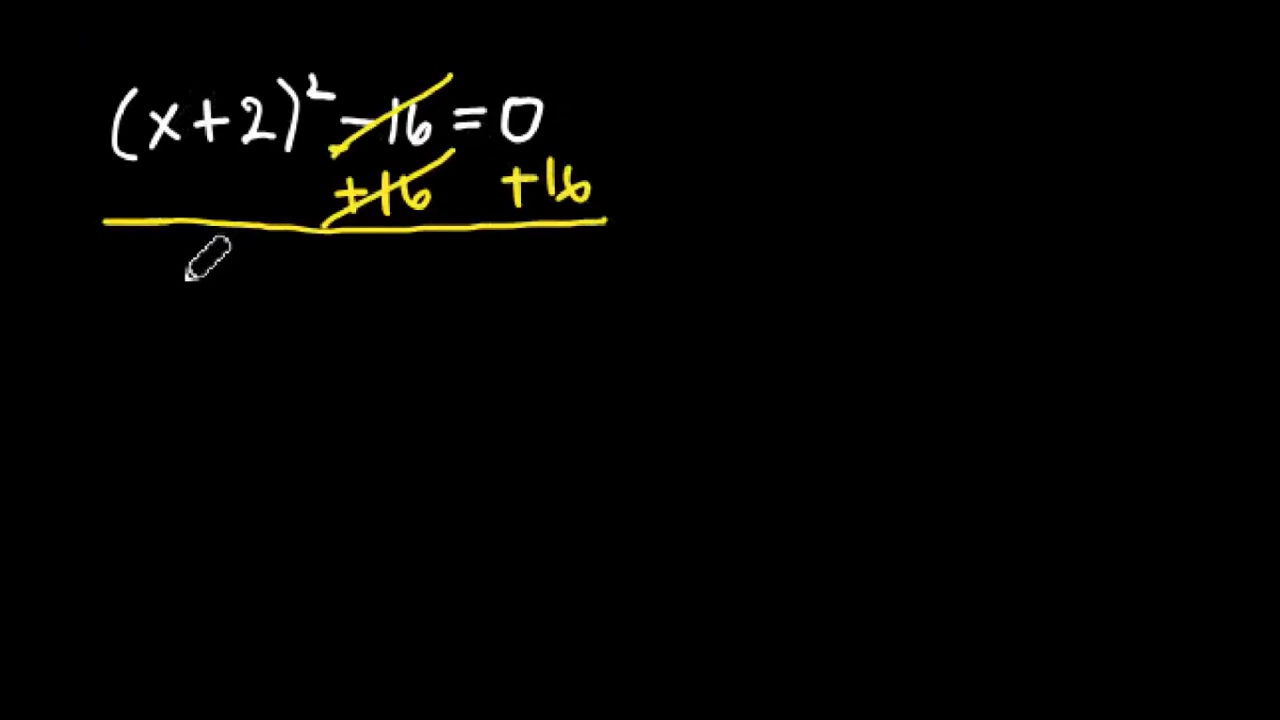 (x+2)² -16 = 0
+16 +16